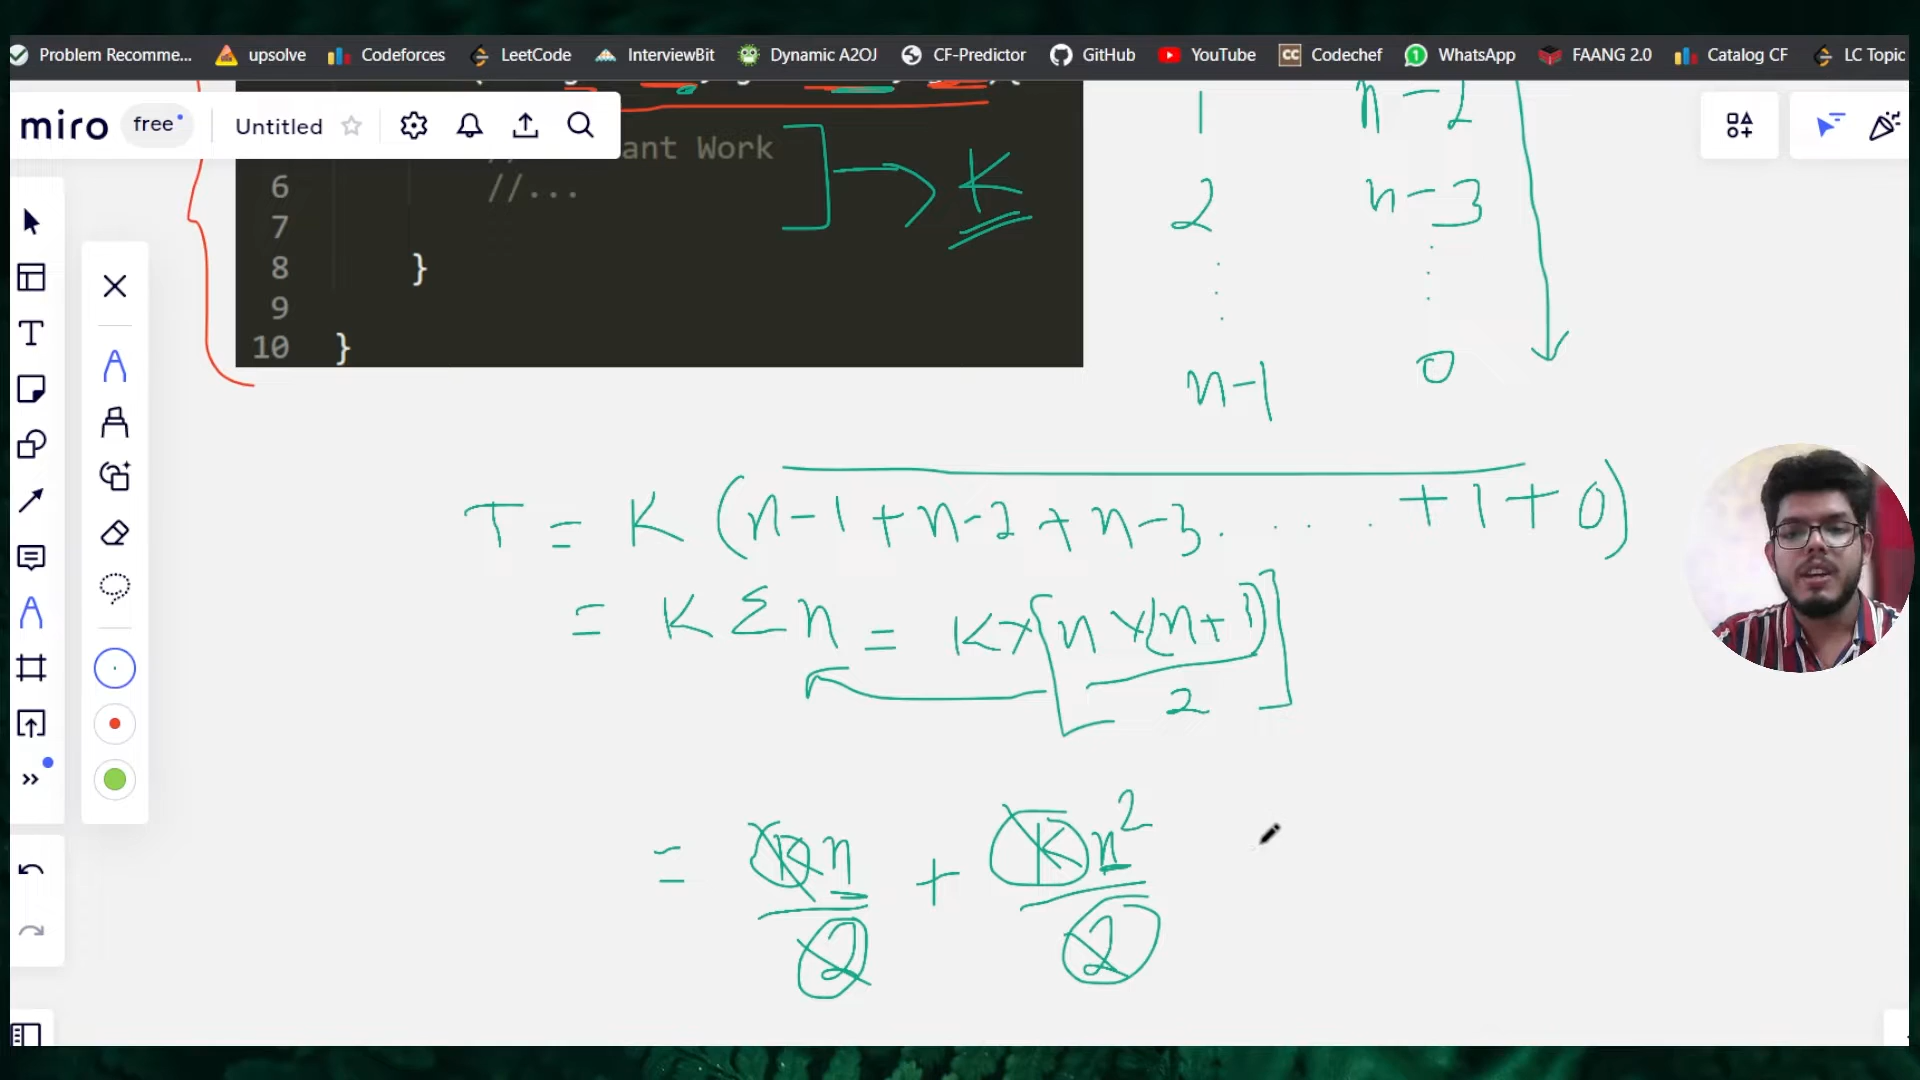 Problem Recomme... upsolve Codeforces LeetCode InterviewBit Dynamic A2OJ CF-Predictor GitHub YouTube Codechef WhatsApp FAANG 2.0 Catalog CF LC Topic
miro free Untitled
ant Work
6 //...
7
8 }
9
10 }
K
1 n-2
2 n-3
n-1 0
T = K (n-1 + n-2 + n-3 . . . . . + 1 + 0)
= K Σn = K × [n × (n+1) / 2]
= Kn/2 + Kn²/2